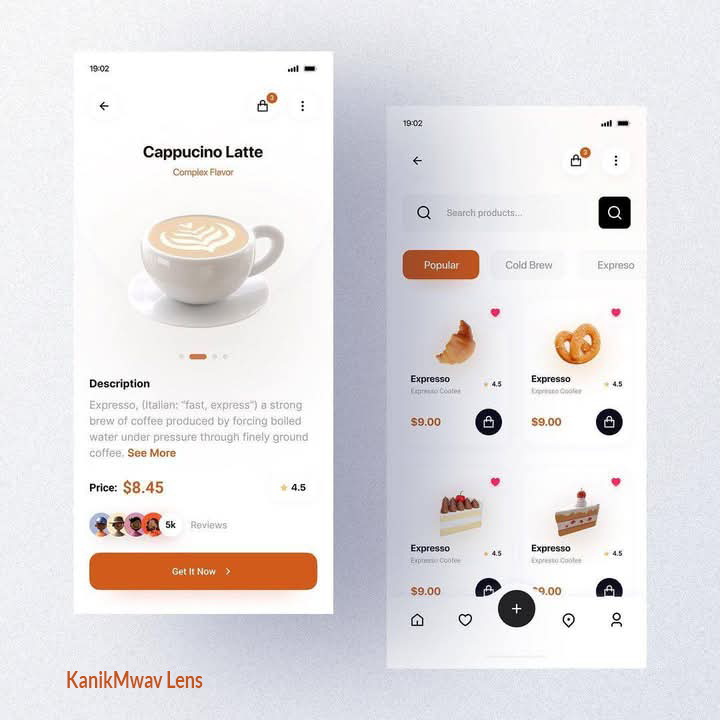 19:02
3
Cappucino Latte
Complex Flavor
Description
Expresso, (Italian: "fast, express") a strong
brew of coffee produced by forcing boiled
water under pressure through finely ground
coffee. See More
Price: $8.45
4.5
5k Reviews
Get It Now
19:02
3
Search products...
Popular Cold Brew Expreso
Expresso
Expresso Coofee
4.5
$9.00
Expresso
Expresso Coofee
4.5
$9.00
Expresso
Expresso Coofee
4.5
$9.00
Expresso
Expresso Coofee
4.5
$9.00
KanikMwav Lens